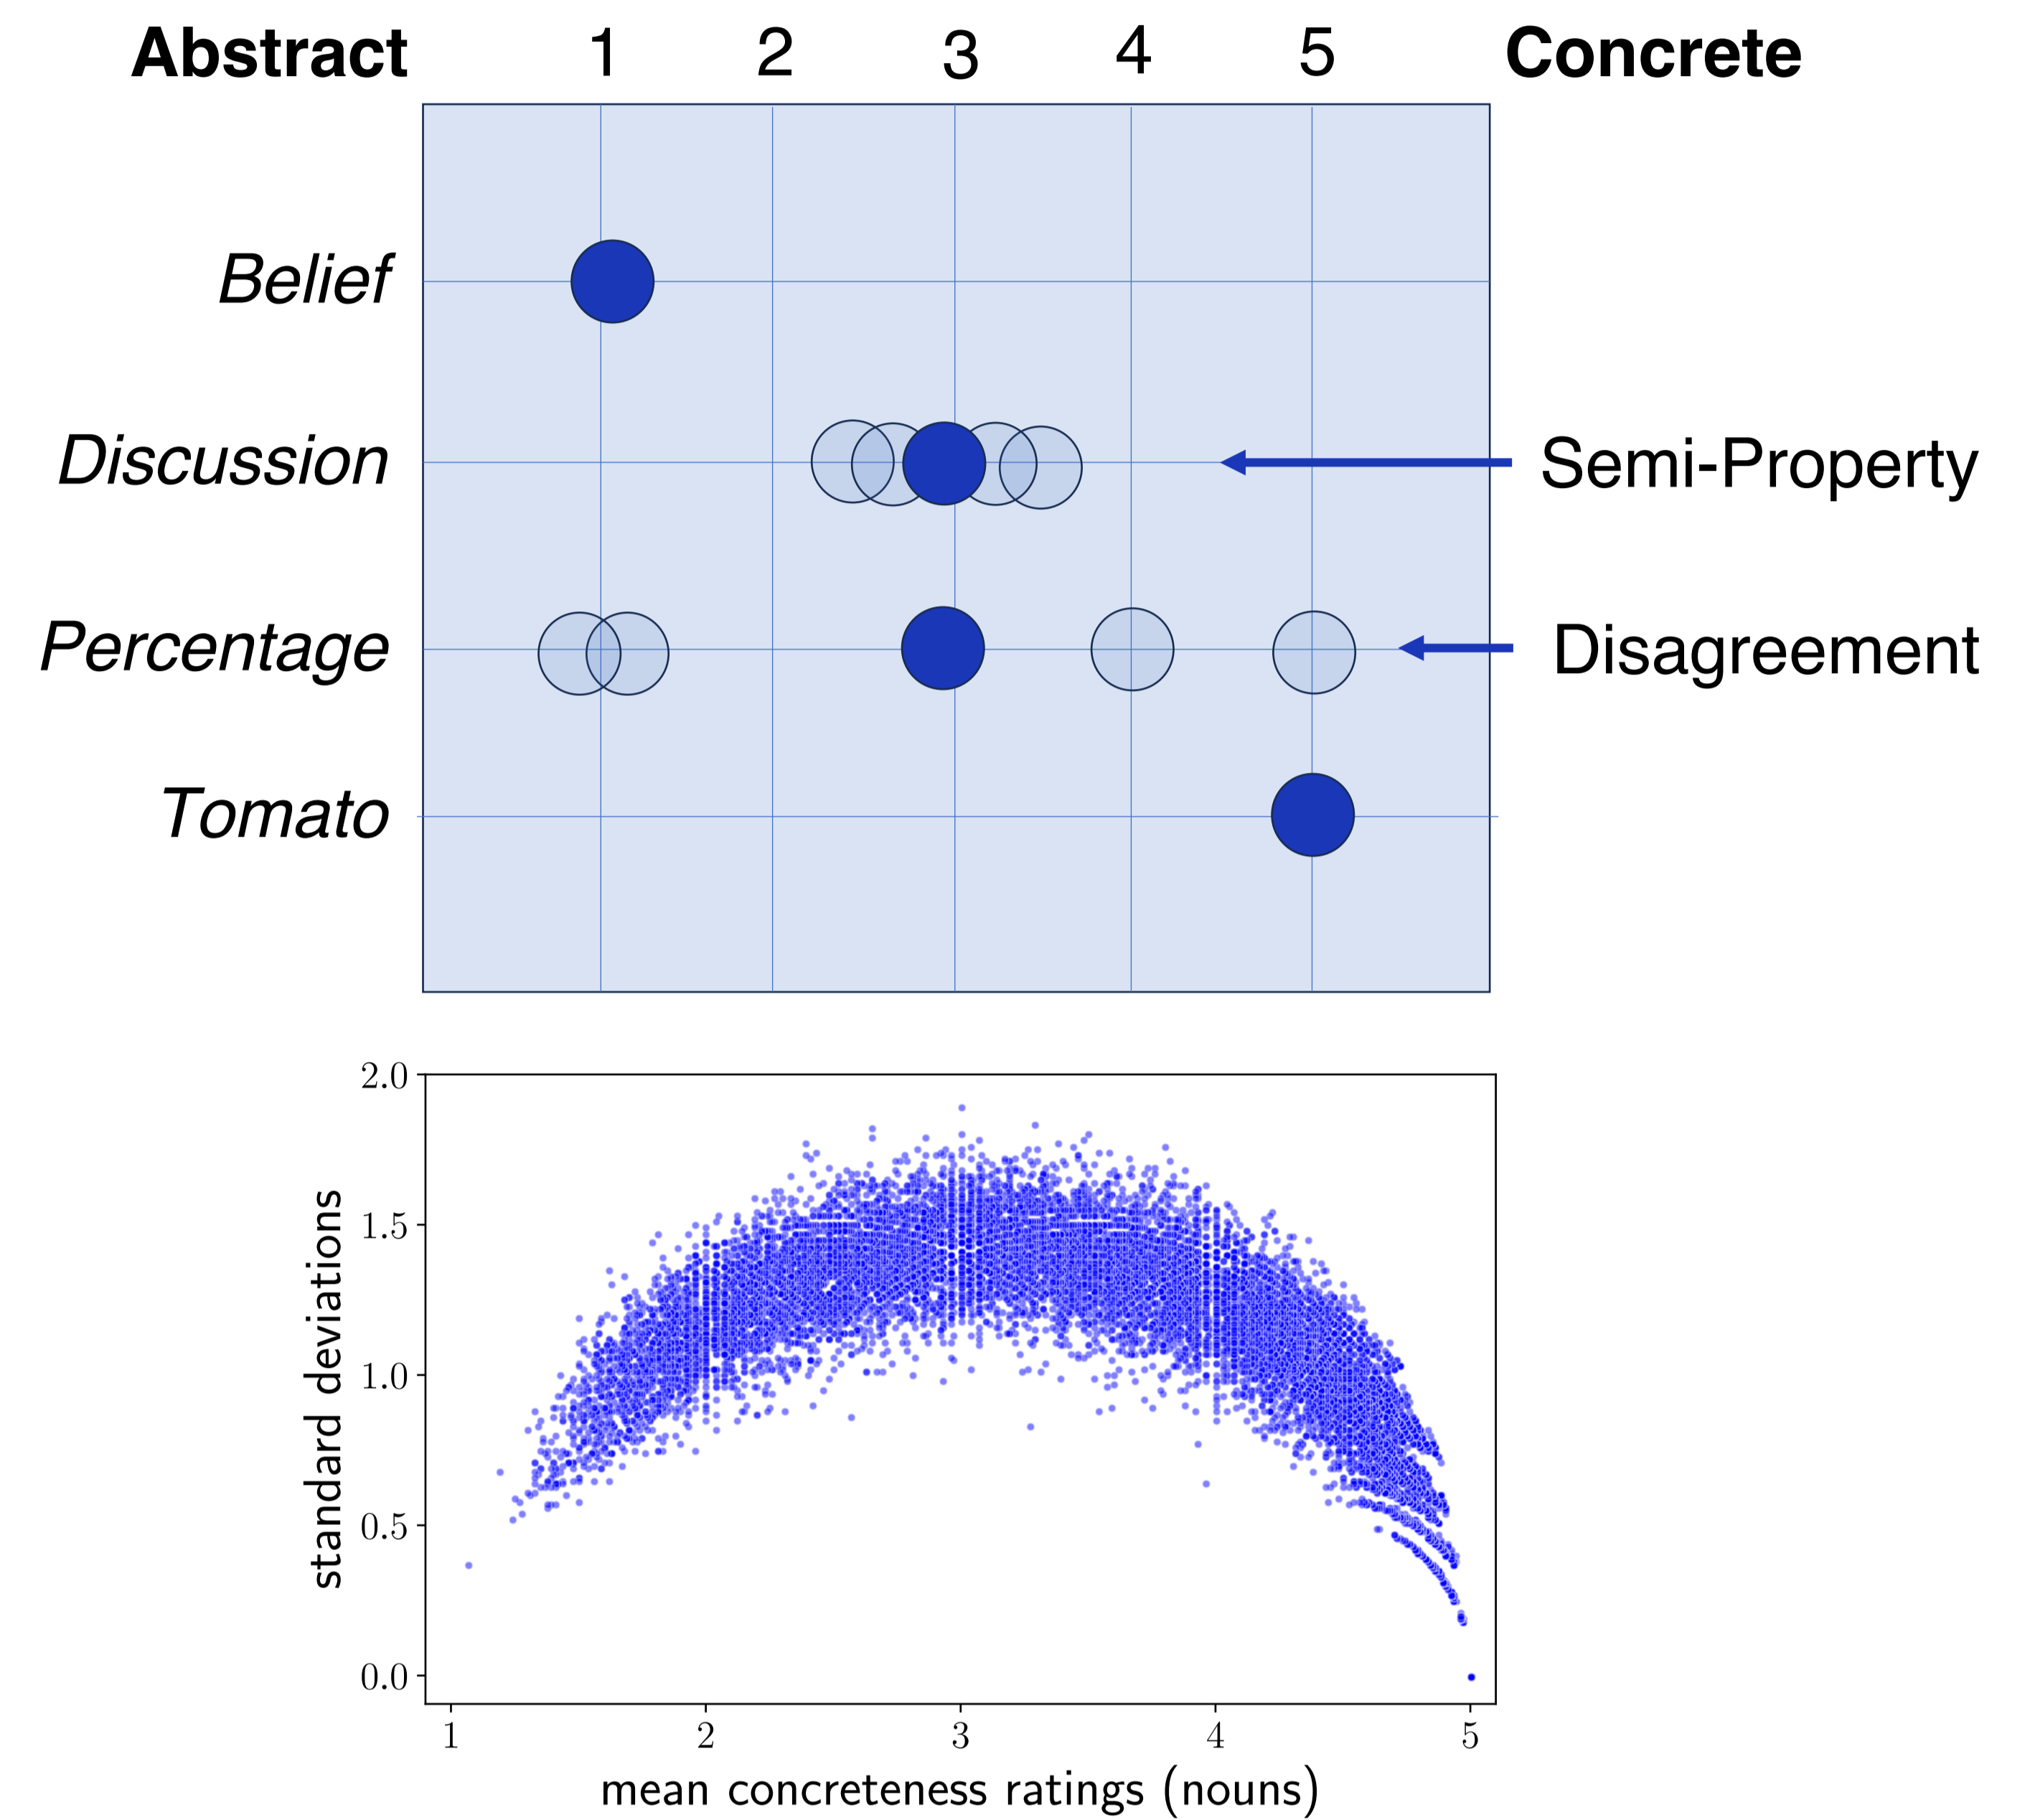 Abstract 1 2 3 4 5 Concrete
Belief
Discussion
Semi-Property
Percentage
Disagreement
Tomato
2.0
1.5
1.0
0.5
0.0
standard deviations
1 2 3 4 5
mean concreteness ratings (nouns)